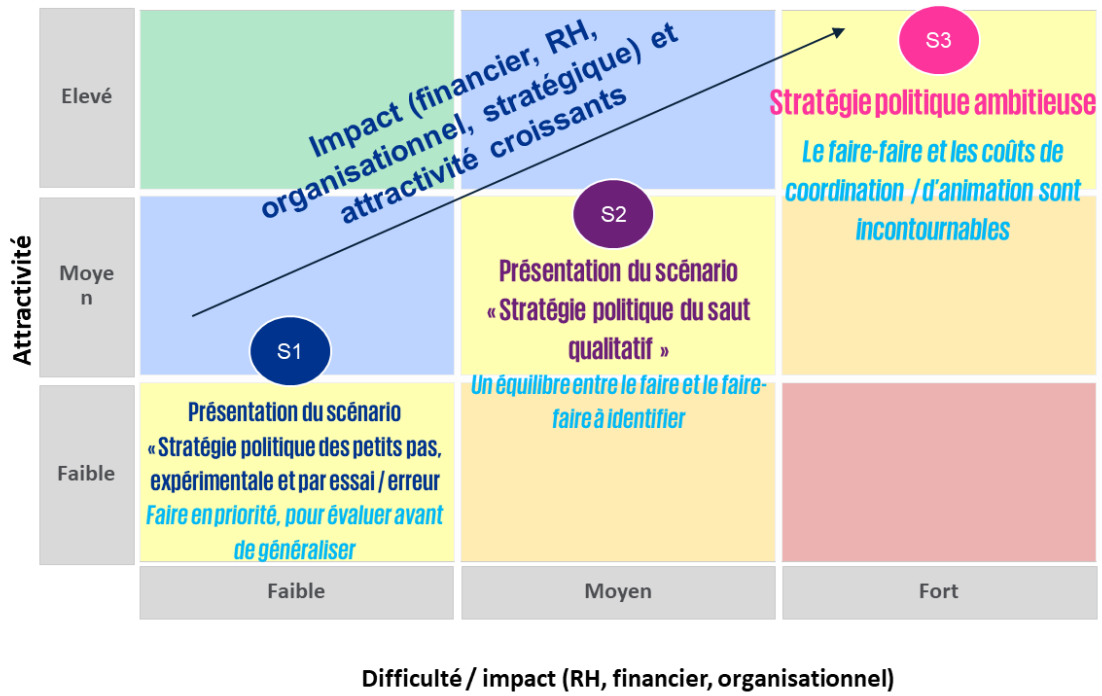 Impact (financier, RH,
organisationnel, stratégique) et
attractivité croissants
Attractivité
Elevé
Moye
n
Faible
S3
Stratégie politique ambitieuse
Le faire-faire et les coûts de
coordination / d'animation sont
incontournables
S2
Présentation du scénario
« Stratégie politique du saut
qualitatif »
Un équilibre entre le faire et le faire-
faire à identifier
S1
Présentation du scénario
« Stratégie politique des petits pas,
expérimentale et par essai / erreur
Faire en priorité, pour évaluer avant
de généraliser
Faible
Moyen
Fort
Difficulté / impact (RH, financier, organisationnel)